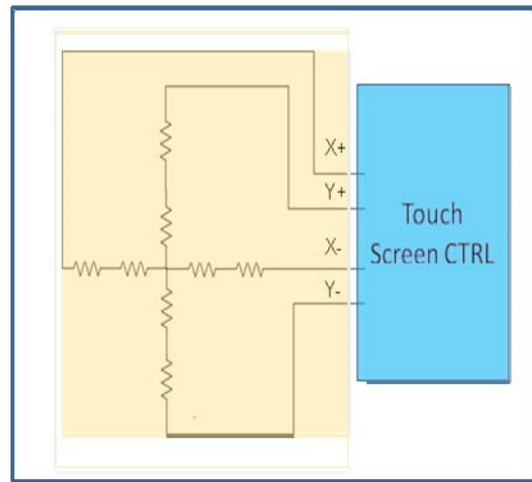 X+
Y+
X-
Y-
Touch
Screen CTRL